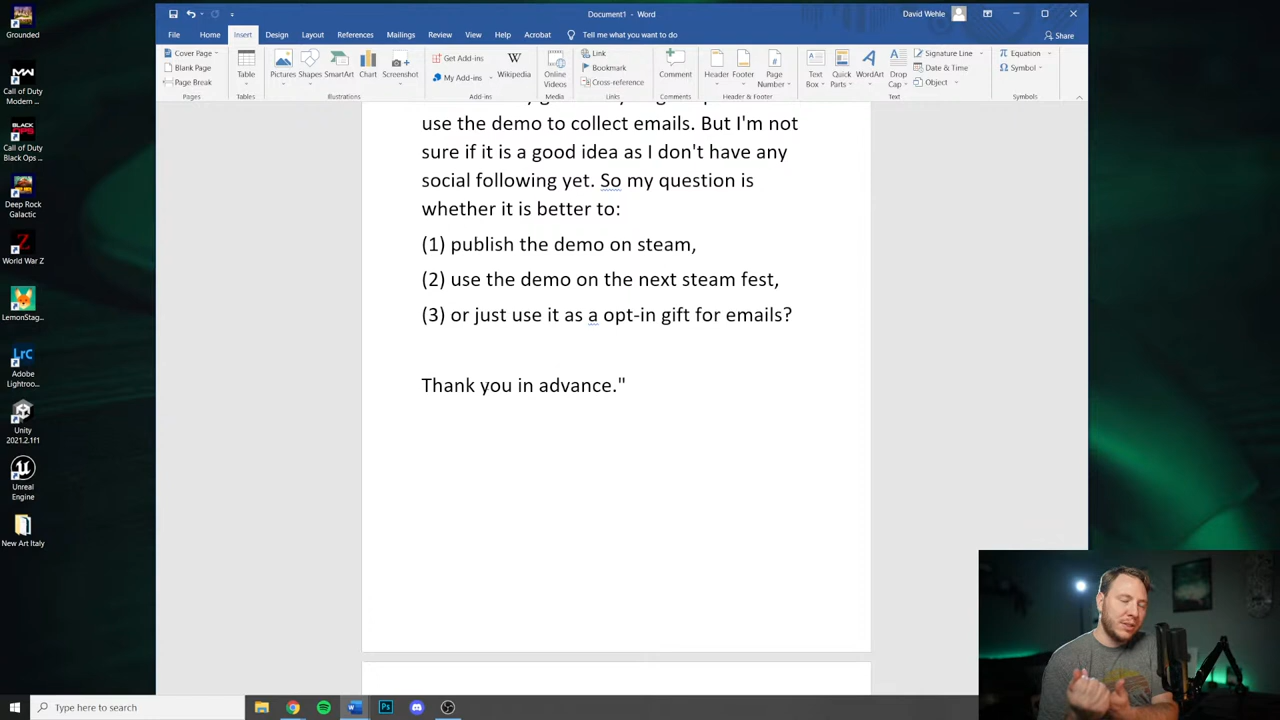 Grounded
Call of Duty
Modern ...
Call of Duty
Black Ops ...
Deep Rock
Galactic
World War Z
LemonStag...
Adobe
Lightroo...
Unity
2021.2.1f1
Unreal
Engine
New Art Italy
Document1 - Word
David Wehle
File
Home
Insert
Design
Layout
References
Mailings
Review
View
Help
Acrobat
Tell me what you want to do
Share
Cover Page
Blank Page
Page Break
Pages
Table
Tables
Pictures
Shapes
SmartArt
Chart
Screenshot
Illustrations
Get Add-ins
My Add-ins
Wikipedia
Add-ins
Online
Videos
Media
Link
Bookmark
Cross-reference
Links
Comment
Comments
Header
Footer
Page
Number
Header & Footer
Text
Box
Quick
Parts
WordArt
Drop
Cap
Signature Line
Date & Time
Object
Text
Equation
Symbol
Symbols
use the demo to collect emails. But I'm not
sure if it is a good idea as I don't have any
social following yet. So my question is
whether it is better to:
(1) publish the demo on steam,
(2) use the demo on the next steam fest,
(3) or just use it as a opt-in gift for emails?
Thank you in advance."
Type here to search